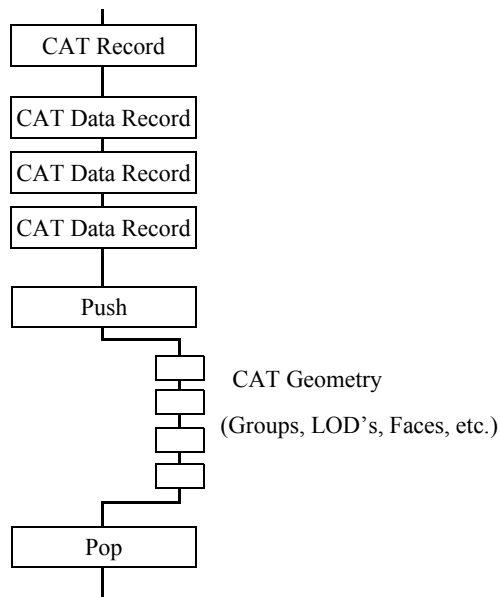 CAT Record
CAT Data Record
CAT Data Record
CAT Data Record
Push
CAT Geometry
(Groups, LOD’s, Faces, etc.)
Pop